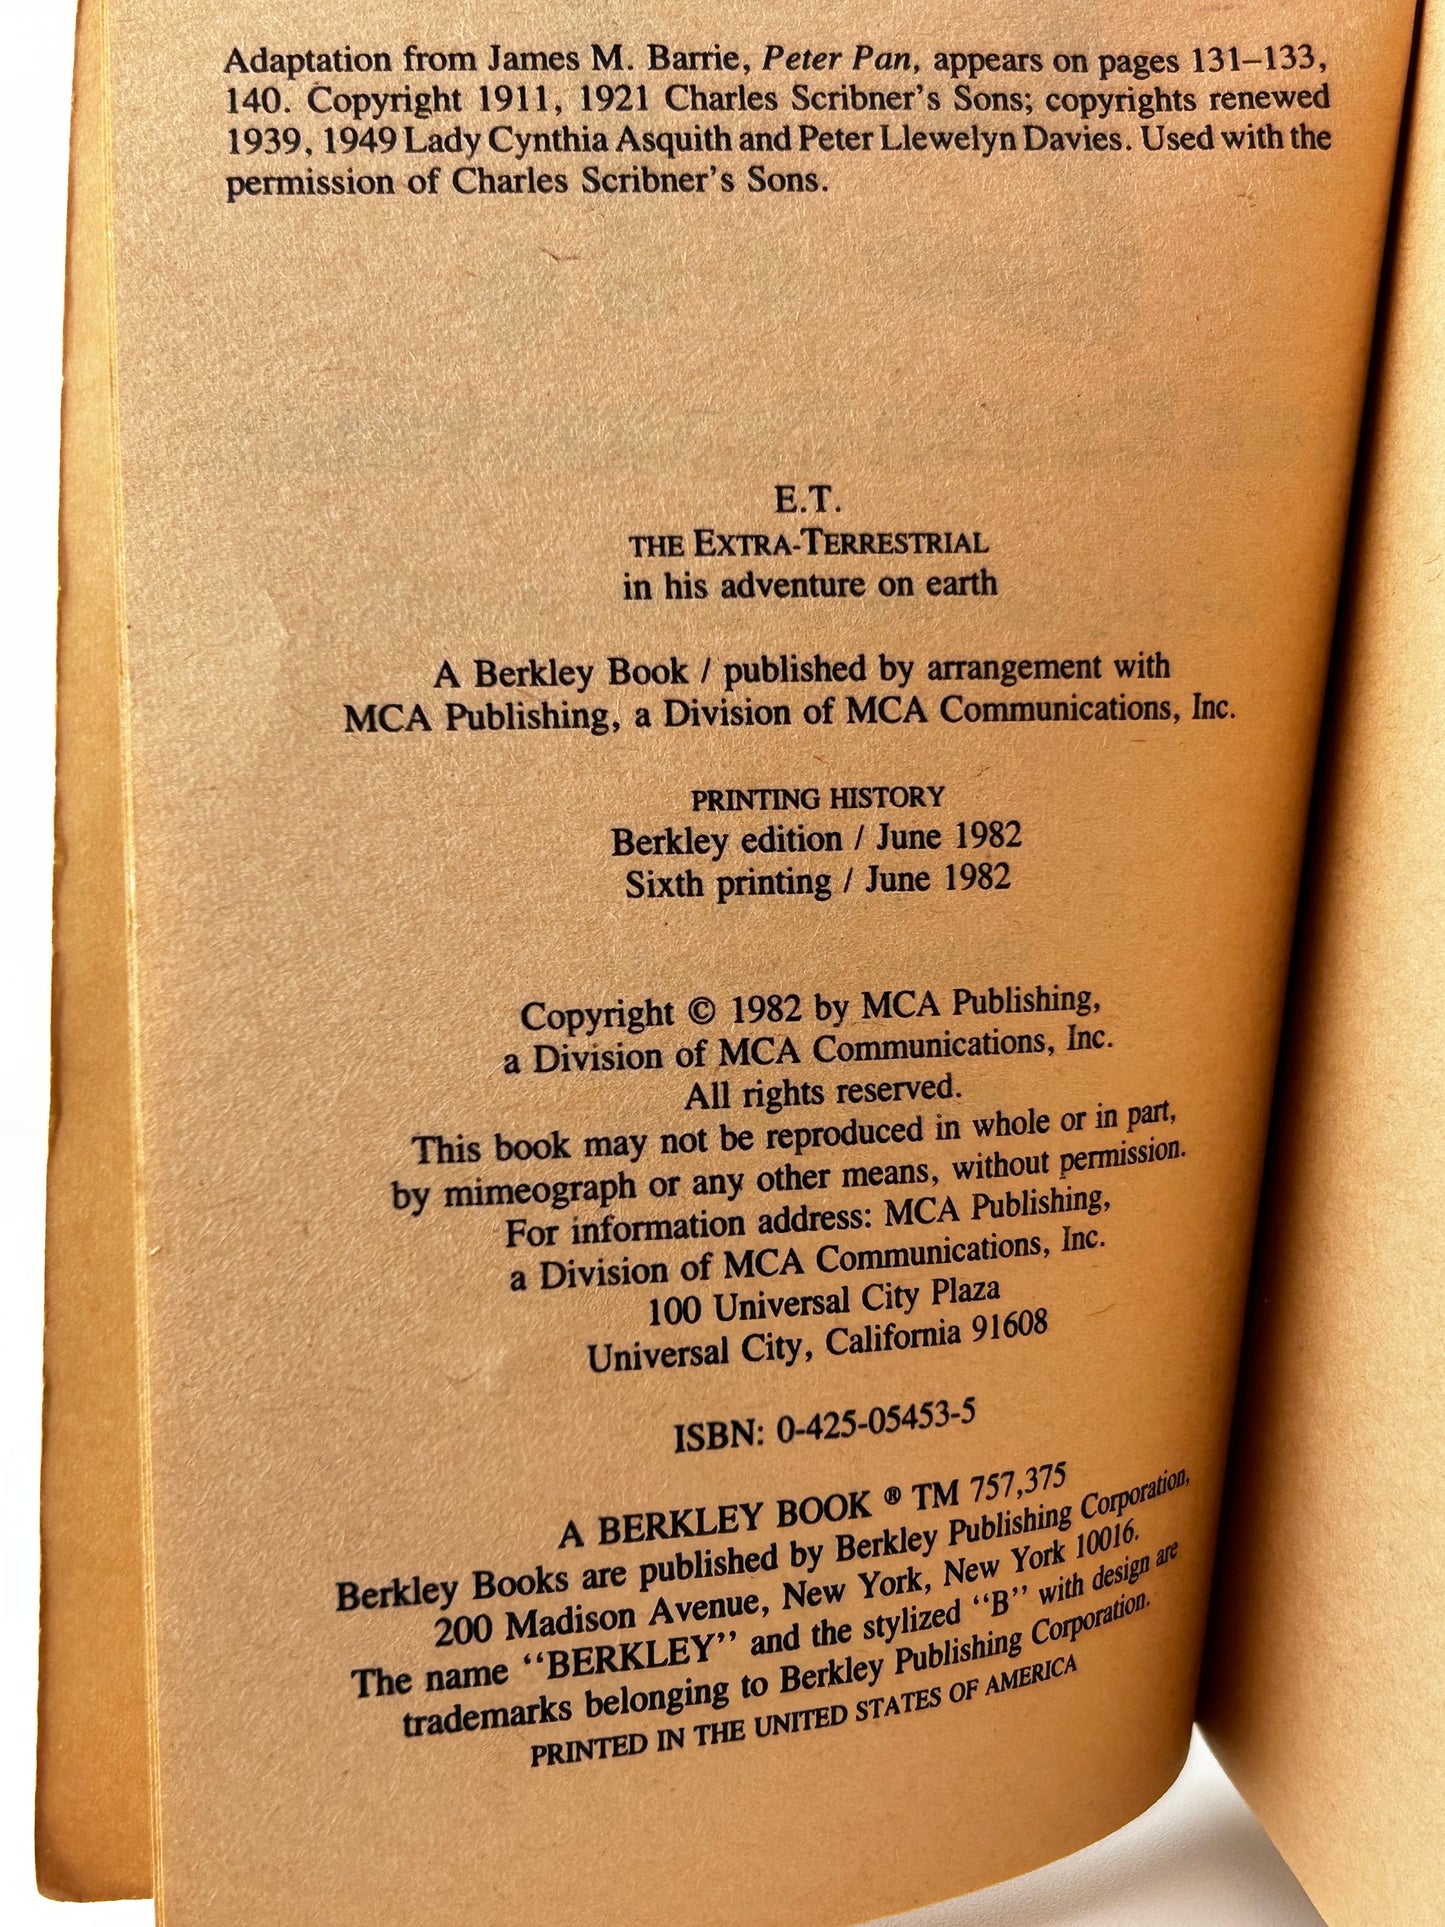 Adaptation from James M. Barrie, Peter Pan, appears on pages 131–133,
140. Copyright 1911, 1921 Charles Scribner's Sons; copyrights renewed
1939, 1949 Lady Cynthia Asquith and Peter Llewelyn Davies. Used with the
permission of Charles Scribner's Sons.
E.T.
THE EXTRA-TERRESTRIAL
in his adventure on earth
A Berkley Book / published by arrangement with
MCA Publishing, a Division of MCA Communications, Inc.
PRINTING HISTORY
Berkley edition / June 1982
Sixth printing / June 1982
Copyright © 1982 by MCA Publishing,
a Division of MCA Communications, Inc.
All rights reserved.
This book may not be reproduced in whole or in part,
by mimeograph or any other means, without permission.
For information address: MCA Publishing,
a Division of MCA Communications, Inc.
100 Universal City Plaza
Universal City, California 91608
ISBN: 0-425-05453-5
A BERKLEY BOOK ® TM 757,375
Berkley Books are published by Berkley Publishing Corporation,
200 Madison Avenue, New York, New York 10016.
The name "BERKLEY" and the stylized "B" with design are
trademarks belonging to Berkley Publishing Corporation.
PRINTED IN THE UNITED STATES OF AMERICA